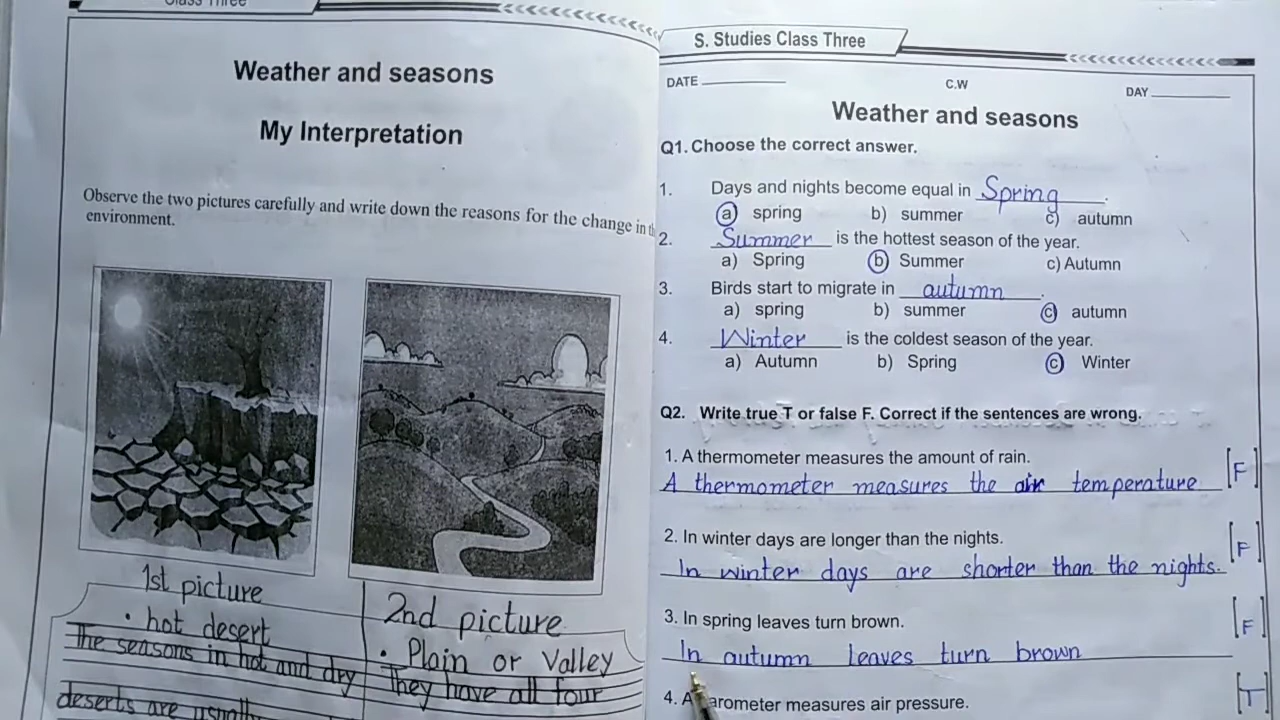 Class Three
Weather and seasons
My Interpretation
Observe the two pictures carefully and write down the reasons for the change in
environment.
1st picture
• hot desert
The seasons in hot and dry
deserts are usually
2nd picture
• Plain or Valley
They have all four
S. Studies Class Three
DATE
C.W
DAY
Weather and seasons
Q1. Choose the correct answer.
1. Days and nights become equal in Spring.
a) spring b) summer c) autumn
2. Summer is the hottest season of the year.
a) Spring b) Summer c) Autumn
3. Birds start to migrate in autumn.
a) spring b) summer c) autumn
4. Winter is the coldest season of the year.
a) Autumn b) Spring c) Winter
Q2. Write true T or false F. Correct if the sentences are wrong.
1. A thermometer measures the amount of rain. [F]
A thermometer measures the air temperature
2. In winter days are longer than the nights. [F]
In winter days are shorter than the nights.
3. In spring leaves turn brown. [F]
In autumn leaves turn brown
4. A barometer measures air pressure. [T]